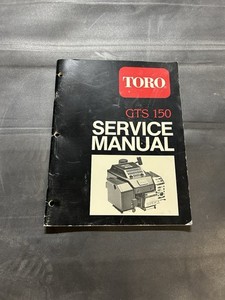 TORO
GTS 150
SERVICE
MANUAL